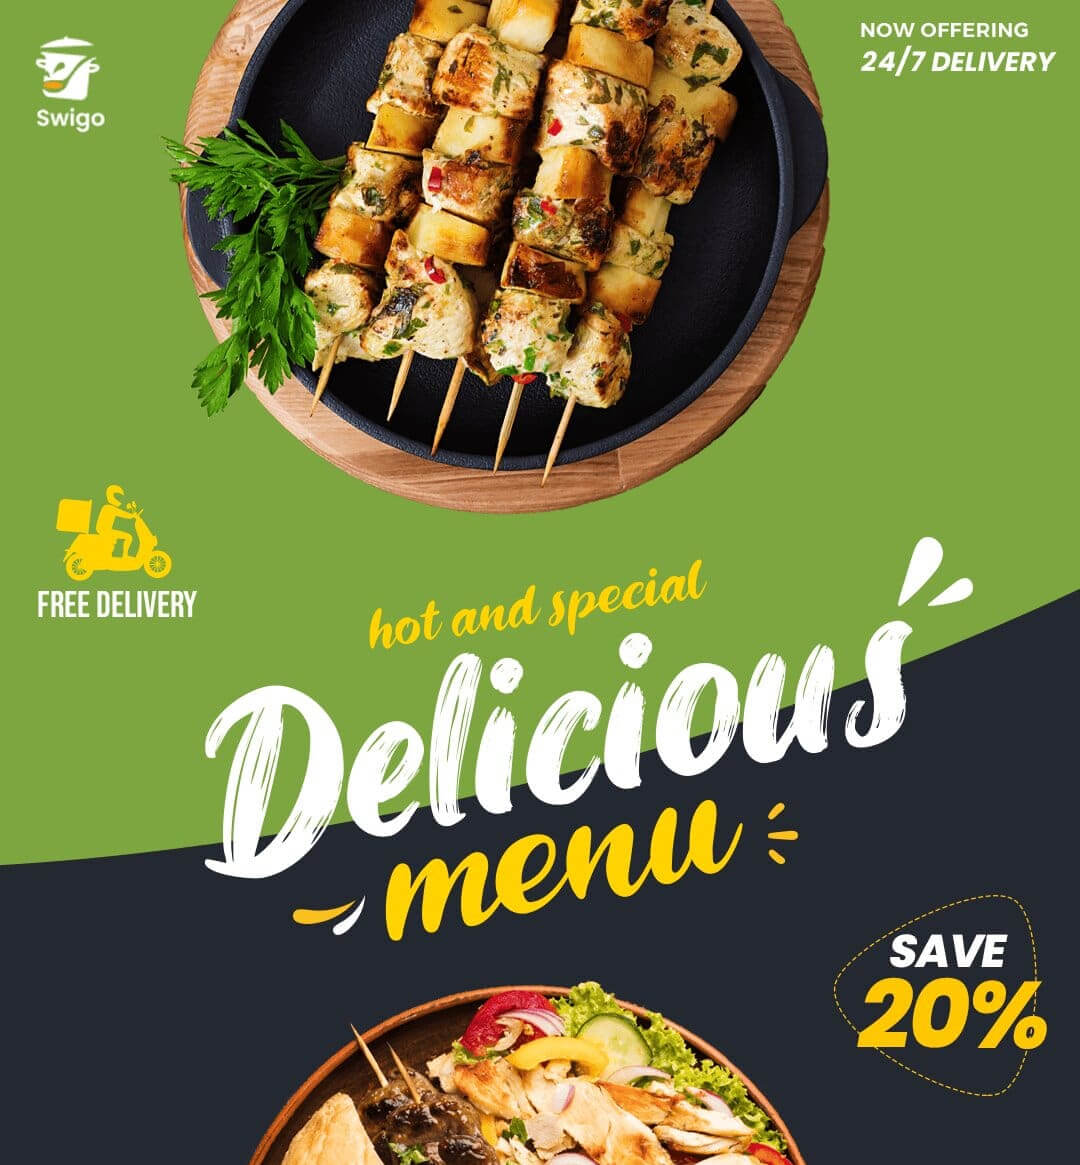 Swigo
NOW OFFERING
24/7 DELIVERY
FREE DELIVERY
hot and special
Delicious
menu
SAVE
20%